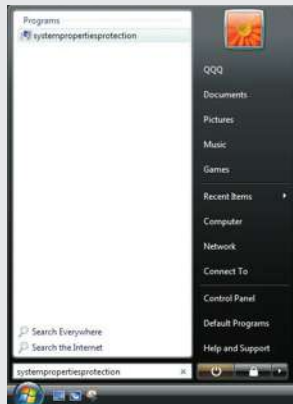 Programs
systempropertiesprotection
Search Everywhere
Search the Internet
systempropertiesprotection
QQQ
Documents
Pictures
Music
Games
Recent Items
Computer
Network
Connect To
Control Panel
Default Programs
Help and Support